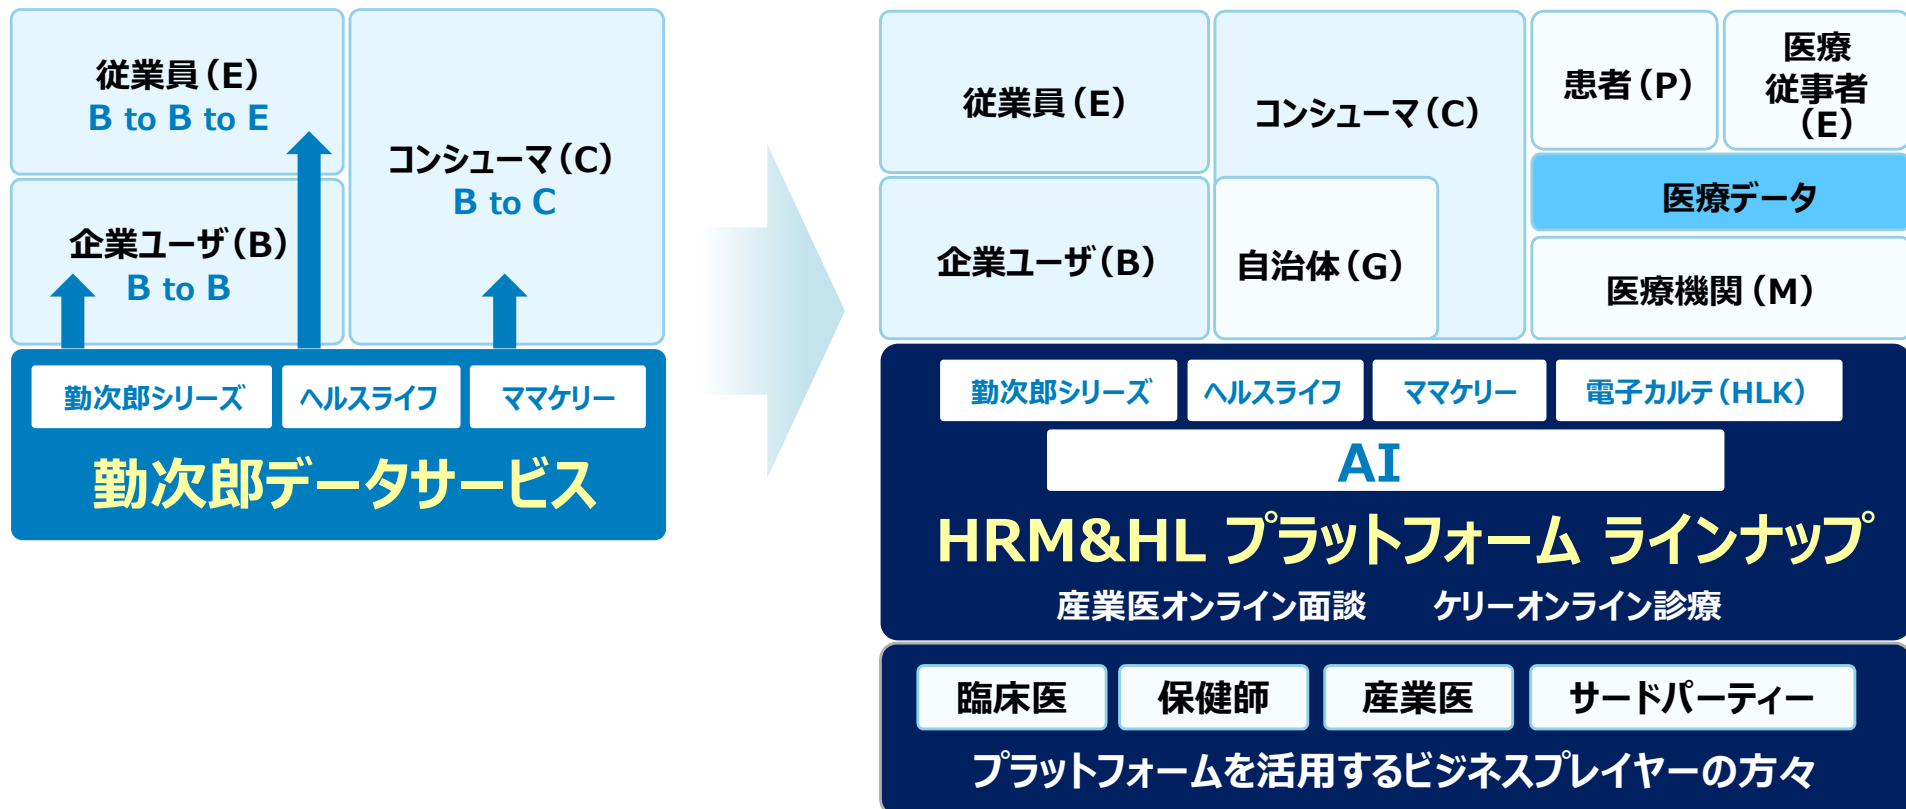 従業員（E）
B to B to E
コンシューマ（C）
B to C
企業ユーザ（B）
B to B
勤次郎シリーズ
ヘルスライフ
ママケリー
勤次郎データサービス
従業員（E）
コンシューマ（C）
患者（P）
医療
従事者
（E）
医療データ
企業ユーザ（B）
自治体（G）
医療機関（M）
勤次郎シリーズ
ヘルスライフ
ママケリー
電子カルテ（HLK）
AI
HRM&HL プラットフォーム ラインナップ
産業医オンライン面談　ケリーオンライン診療
臨床医
保健師
産業医
サードパーティー
プラットフォームを活用するビジネスプレイヤーの方々